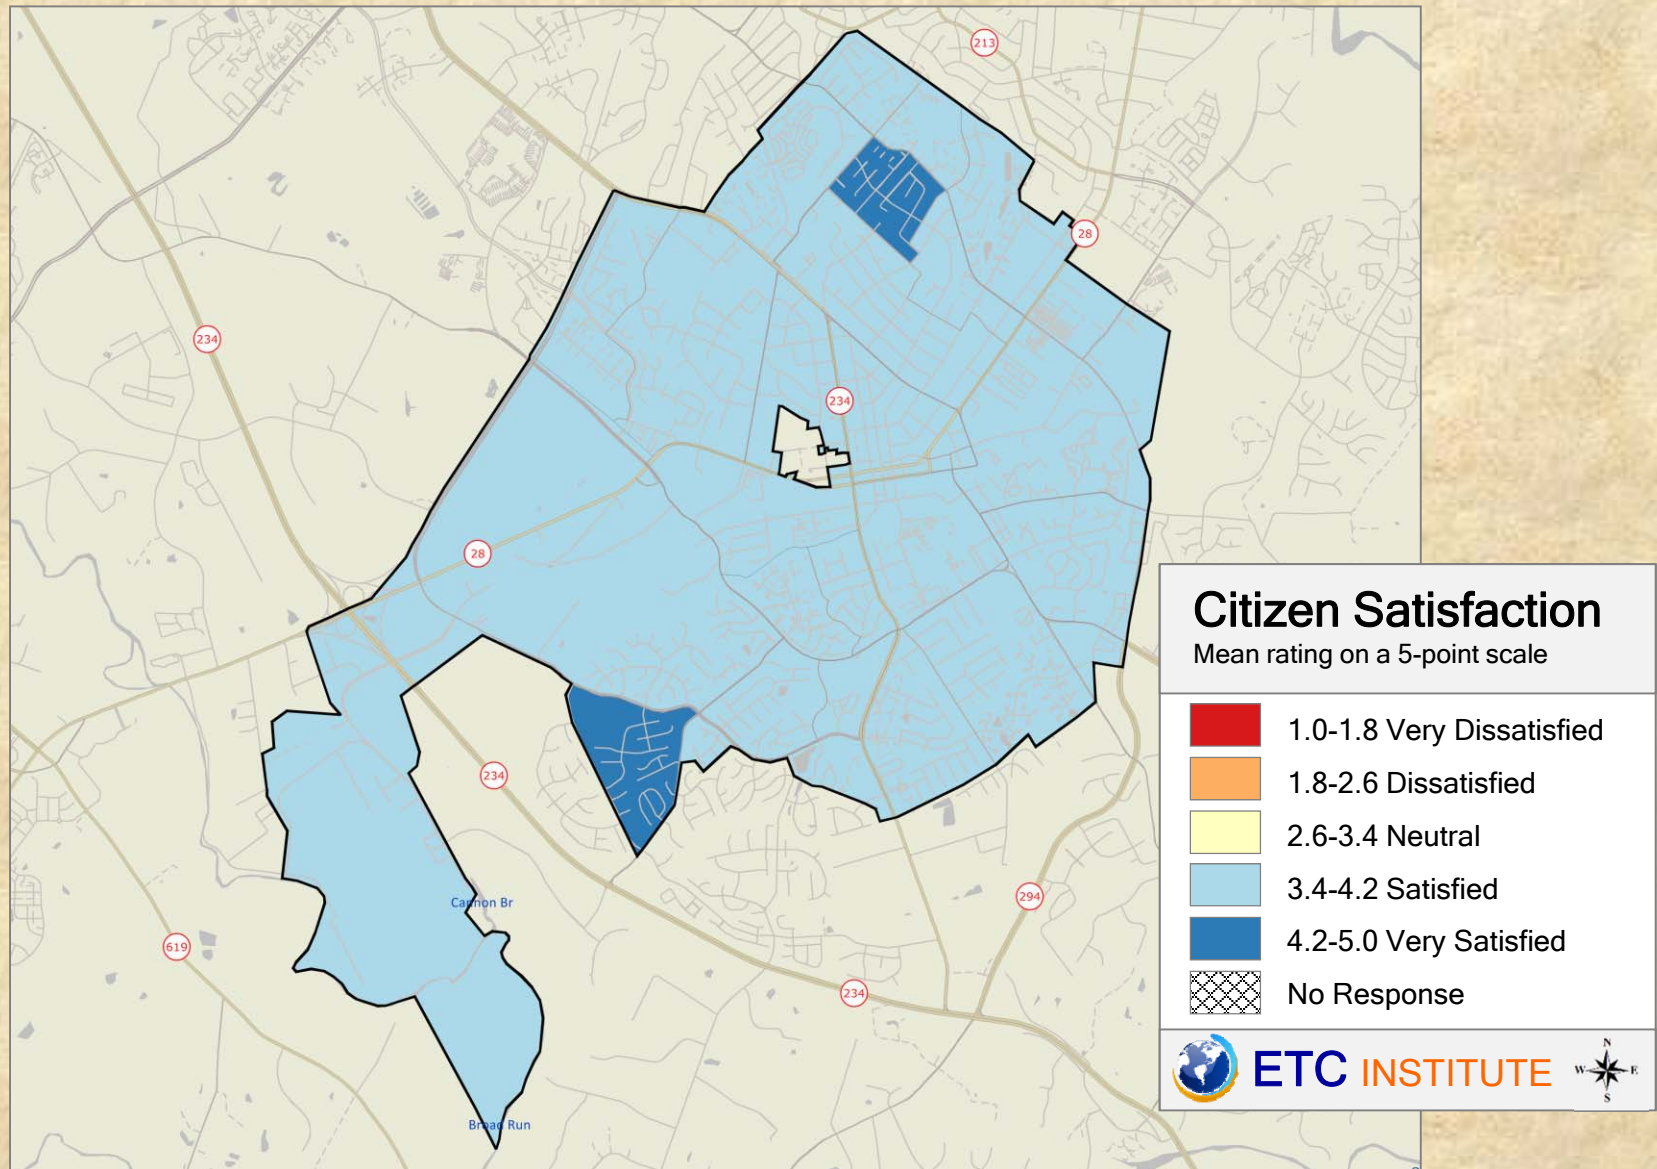 213
28
234
234
28
Citizen Satisfaction
Mean rating on a 5-point scale
1.0-1.8 Very Dissatisfied
1.8-2.6 Dissatisfied
2.6-3.4 Neutral
3.4-4.2 Satisfied
4.2-5.0 Very Satisfied
No Response
234
294
Cannon Br
619
234
Broad Run
ETC INSTITUTE
N
W E
S